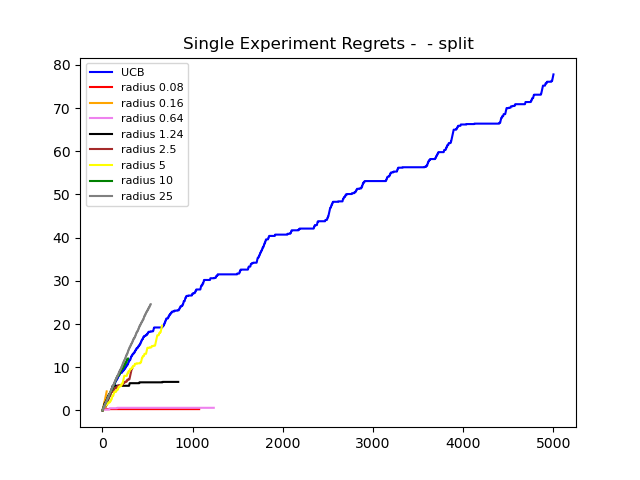 Single Experiment Regrets -  - split
80
70
60
50
40
30
20
10
0
UCB
radius 0.08
radius 0.16
radius 0.64
radius 1.24
radius 2.5
radius 5
radius 10
radius 25
0 1000 2000 3000 4000 5000